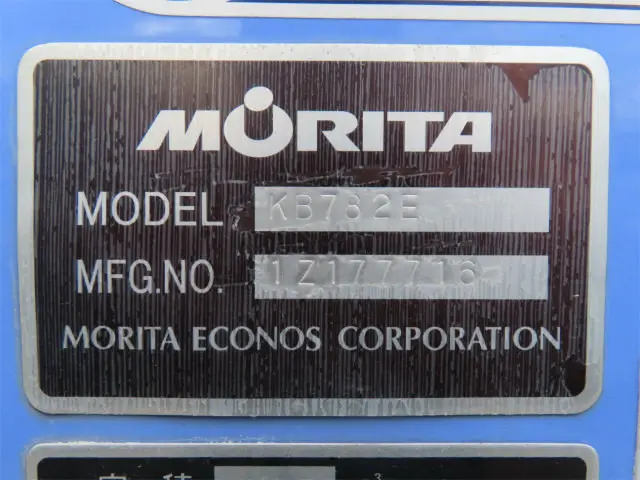 MORITA
MODEL KB782E
MFG.NO. 1Z177716
MORITA ECONOS CORPORATION